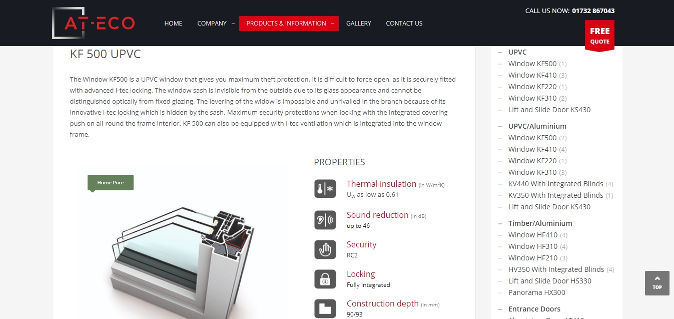 AT-ECO
HOME
COMPANY
PRODUCTS & INFORMATION
GALLERY
CONTACT US
CALL US NOW: 01732 867043
FREE
QUOTE
KF 500 UPVC
The Window KF500 is a UPVC window that gives you maximum theft protection. It is difficult to force open, as it is securely fitted
with advanced I-tec locking. The window sash is invisible from the outside due to its glass appearance and cannot be
distinguished optically from fixed glazing. The levering of the widow is impossible and unrivalled in the branch because of its
innovative I-tec locking which is hidden by the sash. Maximum security protections when locking with the integrated covering
push on all round the frame interior. KF 500 can also be equipped with I-tec ventilation which is integrated into the window
frame.
Home Pure
PROPERTIES
Thermal insulation (in W/m²K)
Uw as low as 0.61
Sound reduction (in dB)
up to 46
Security
RC2
Locking
Fully integrated
Construction depth (in mm)
90/93
UPVC
Window KF500 (1)
Window KF410 (3)
Window KF220 (1)
Window KF310 (2)
Lift and Slide Door KS430
UPVC/Aluminium
Window KF500 (2)
Window KF410 (4)
Window KF220 (1)
Window KF310 (3)
KV440 With Integrated Blinds (4)
KV350 With Integrated Blinds (1)
Lift and Slide Door KS430
Timber/Aluminium
Window HF410 (4)
Window HF310 (4)
Window HF210 (3)
HV350 With Integrated Blinds (4)
Lift and Slide Door HS330
Panorama HX300
Entrance Doors
TOP